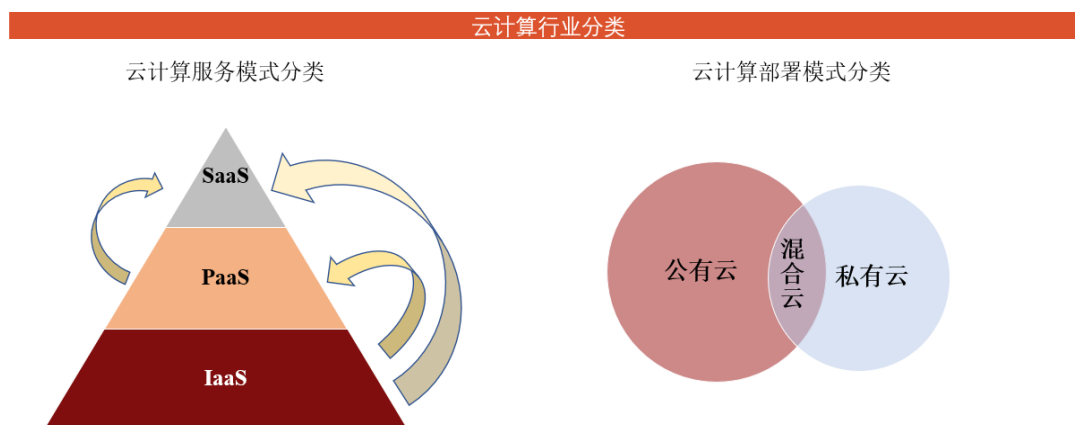 云计算行业分类
云计算服务模式分类
SaaS
PaaS
IaaS
云计算部署模式分类
公有云
混合云
私有云